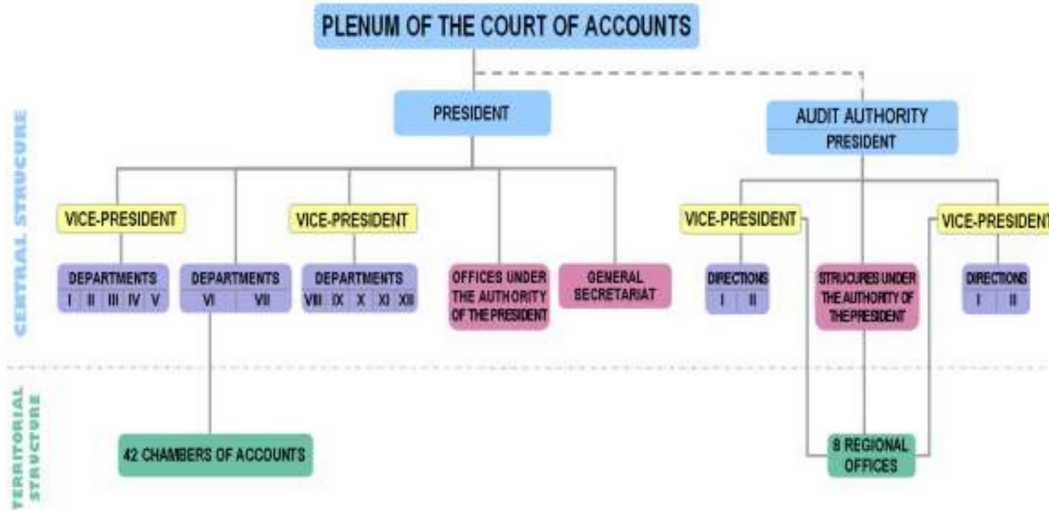 PLENUM OF THE COURT OF ACCOUNTS
CENTRAL STRUCURE
PRESIDENT
AUDIT AUTHORITY
PRESIDENT
VICE-PRESIDENT
VICE-PRESIDENT
VICE-PRESIDENT
VICE-PRESIDENT
DEPARTMENTS
I II III IV V
DEPARTMENTS
VI VII
DEPARTMENTS
VIII IX X XI XII
OFFICES UNDER
THE AUTHORITY
OF THE PRESIDENT
GENERAL
SECRETARIAT
DIRECTIONS
I II
STRUCURES UNDER
THE AUTHORITY OF
THE PRESIDENT
DIRECTIONS
I II
TERRITORIAL
STRUCTURE
42 CHAMBERS OF ACCOUNTS
8 REGIONAL
OFFICES